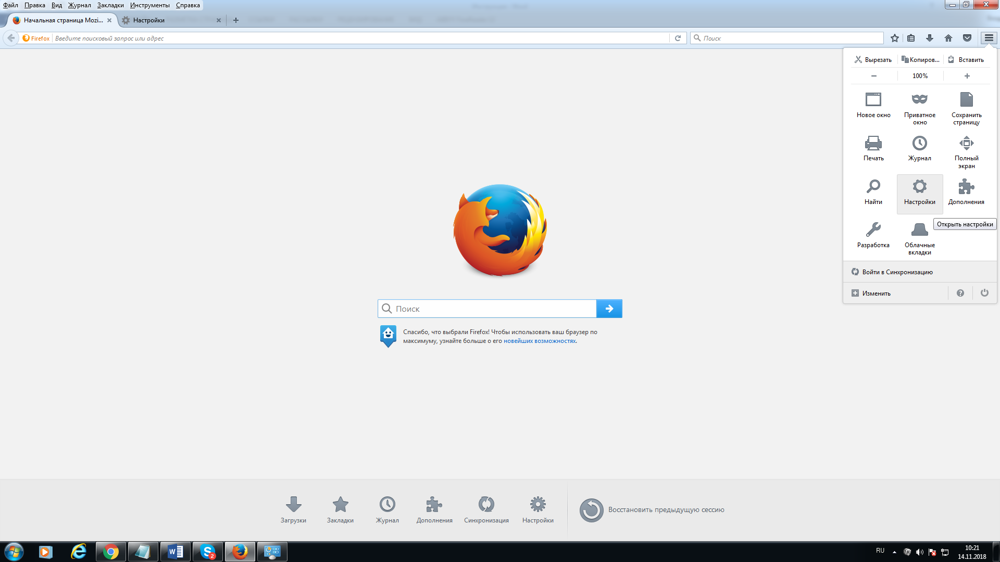 Файл Правка Вид Журнал Закладки Инструменты Справка
Начальная страница Mozi... Настройки
Firefox Введите поисковый запрос или адрес Поиск
Вырезать Копиров... Вставить
100%
Новое окно Приватное окно Сохранить страницу
Печать Журнал Полный экран
Найти Настройки Дополнения
Открыть настройки
Разработка Облачные вкладки
Войти в Синхронизацию
Изменить
Поиск
Спасибо, что выбрали Firefox! Чтобы использовать ваш браузер по
максимуму, узнайте больше о его новейших возможностях.
Загрузки Закладки Журнал Дополнения Синхронизация Настройки Восстановить предыдущую сессию
2
RU 10:21
14.11.2018